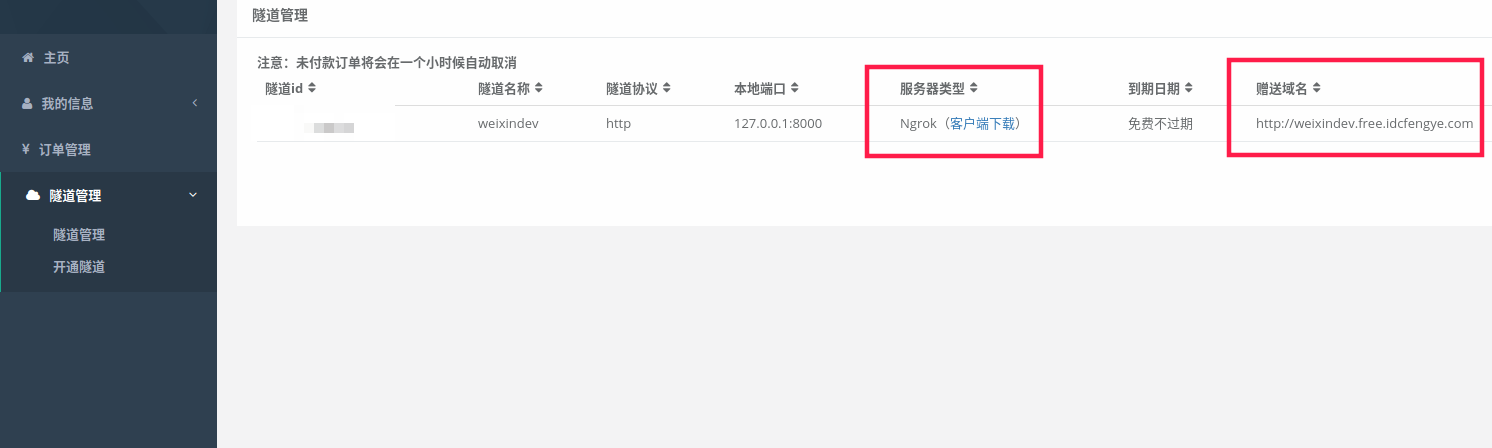 主页
我的信息
¥ 订单管理
隧道管理
隧道管理
开通隧道
隧道管理
注意：未付款订单将会在一个小时候自动取消
隧道id 隧道名称 隧道协议 本地端口 服务器类型 到期日期 赠送域名
weixindev http 127.0.0.1:8000 Ngrok（客户端下载） 免费不过期 http://weixindev.free.idcfengye.com